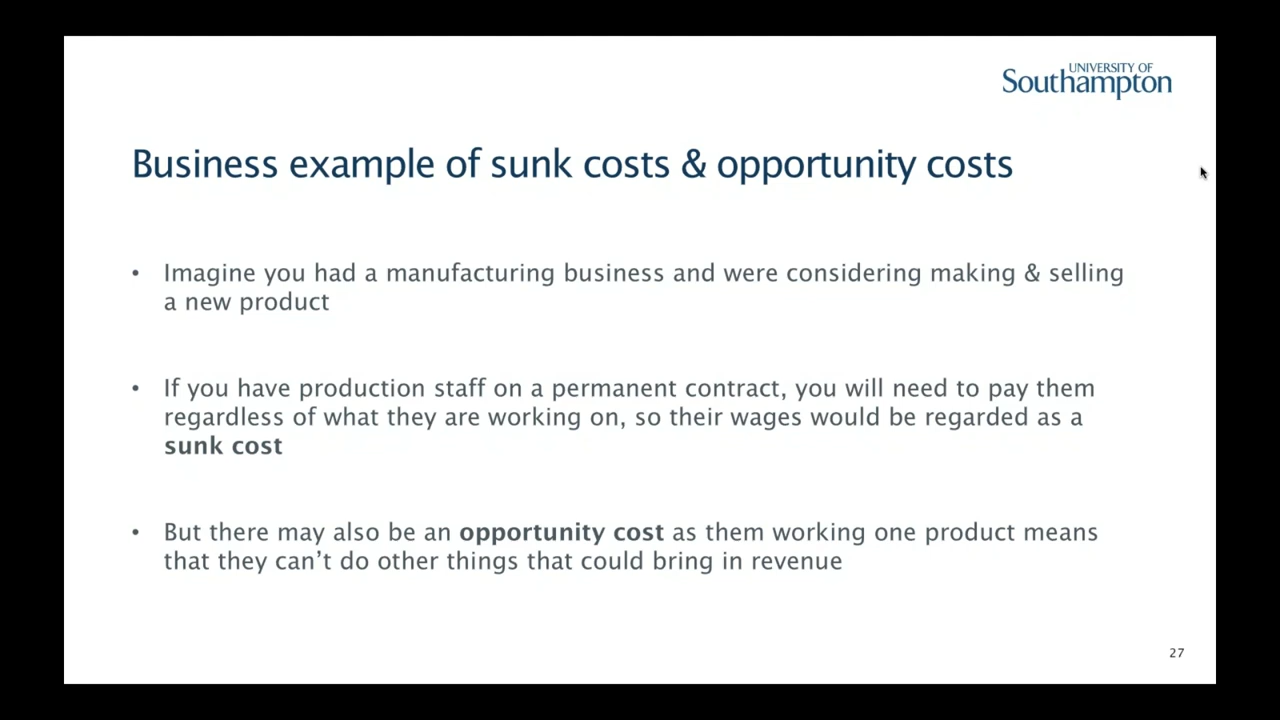 UNIVERSITY OF
Southampton
Business example of sunk costs & opportunity costs
• Imagine you had a manufacturing business and were considering making & selling
a new product
• If you have production staff on a permanent contract, you will need to pay them
regardless of what they are working on, so their wages would be regarded as a
sunk cost
• But there may also be an opportunity cost as them working one product means
that they can’t do other things that could bring in revenue
27